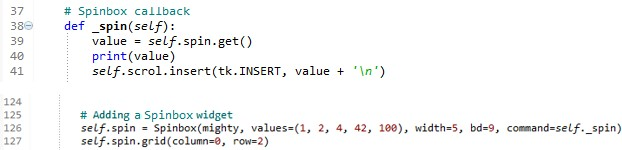 37 # Spinbox callback
38 def _spin(self):
39 value = self.spin.get()
40 print(value)
41 self.scrol.insert(tk.INSERT, value + '\n')
124
125 # Adding a Spinbox widget
126 self.spin = Spinbox(mighty, values=(1, 2, 4, 42, 100), width=5, bd=9, command=self._spin)
127 self.spin.grid(column=0, row=2)